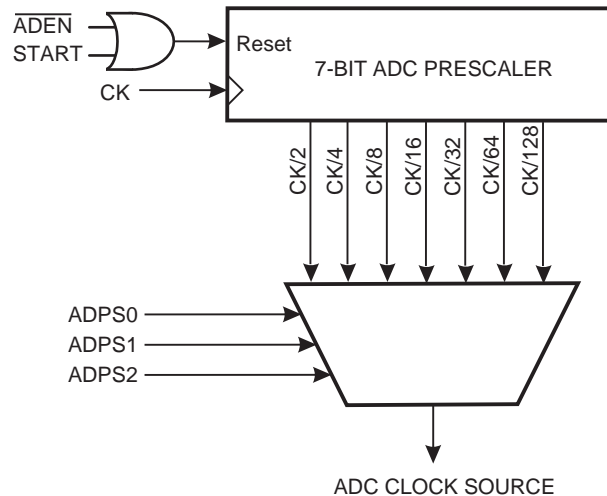 ADEN
START
Reset
7-BIT ADC PRESCALER
CK
CK/2
CK/4
CK/8
CK/16
CK/32
CK/64
CK/128
ADPS0
ADPS1
ADPS2
ADC CLOCK SOURCE